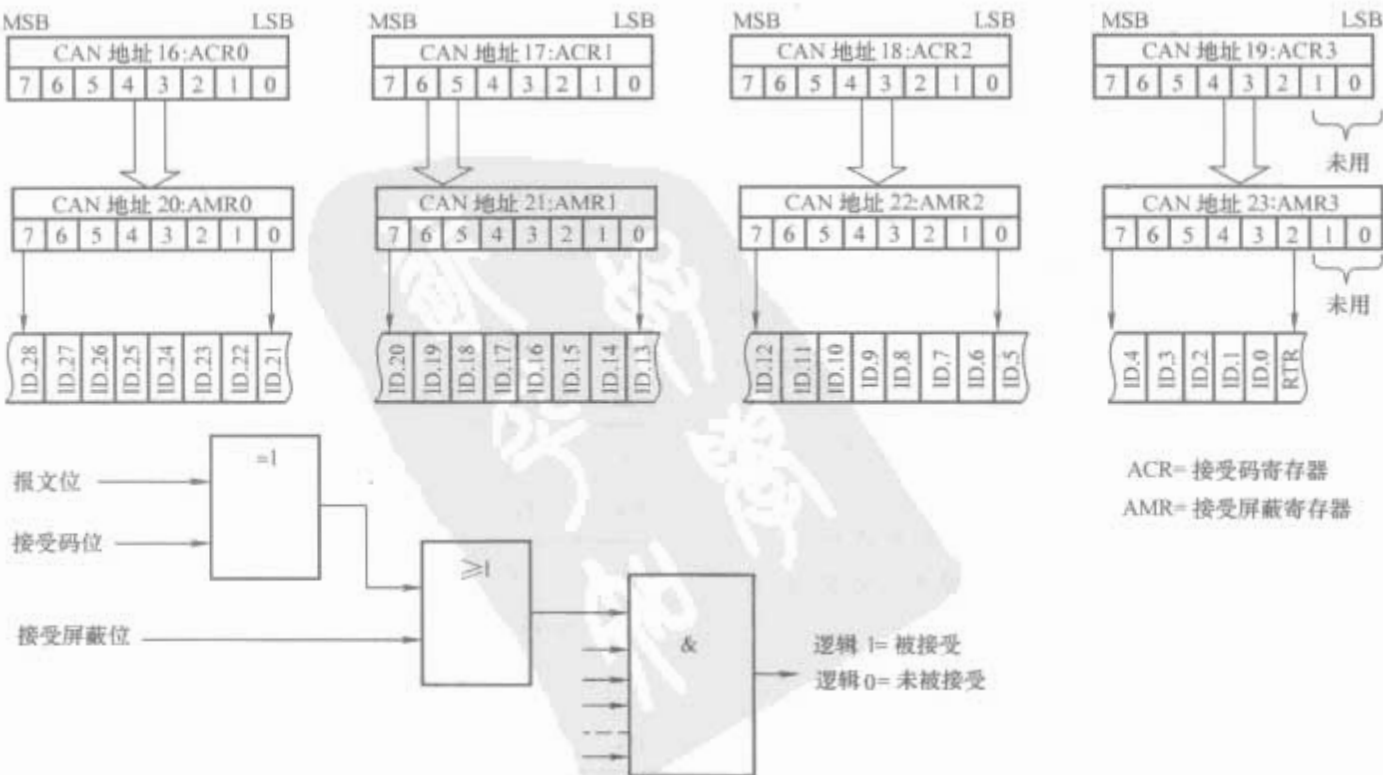 MSB LSB MSB LSB MSB LSB MSB LSB
CAN 地址 16:ACR0 CAN 地址 17:ACR1 CAN 地址 18:ACR2 CAN 地址 19:ACR3
7 6 5 4 3 2 1 0 7 6 5 4 3 2 1 0 7 6 5 4 3 2 1 0 7 6 5 4 3 2 1 0
未用
CAN 地址 20:AMR0 CAN 地址 21:AMR1 CAN 地址 22:AMR2 CAN 地址 23:AMR3
7 6 5 4 3 2 1 0 7 6 5 4 3 2 1 0 7 6 5 4 3 2 1 0 7 6 5 4 3 2 1 0
未用
ID.28 ID.27 ID.26 ID.25 ID.24 ID.23 ID.22 ID.21 ID.20 ID.19 ID.18 ID.17 ID.16 ID.15 ID.14 ID.13 ID.12 ID.11 ID.10 ID.9 ID.8 ID.7 ID.6 ID.5 ID.4 ID.3 ID.2 ID.1 ID.0 RTR
=1
报文位
接受码位
≥1
接受屏蔽位
&
逻辑 1= 被接受
逻辑 0= 未被接受
ACR= 接受码寄存器
AMR= 接受屏蔽寄存器